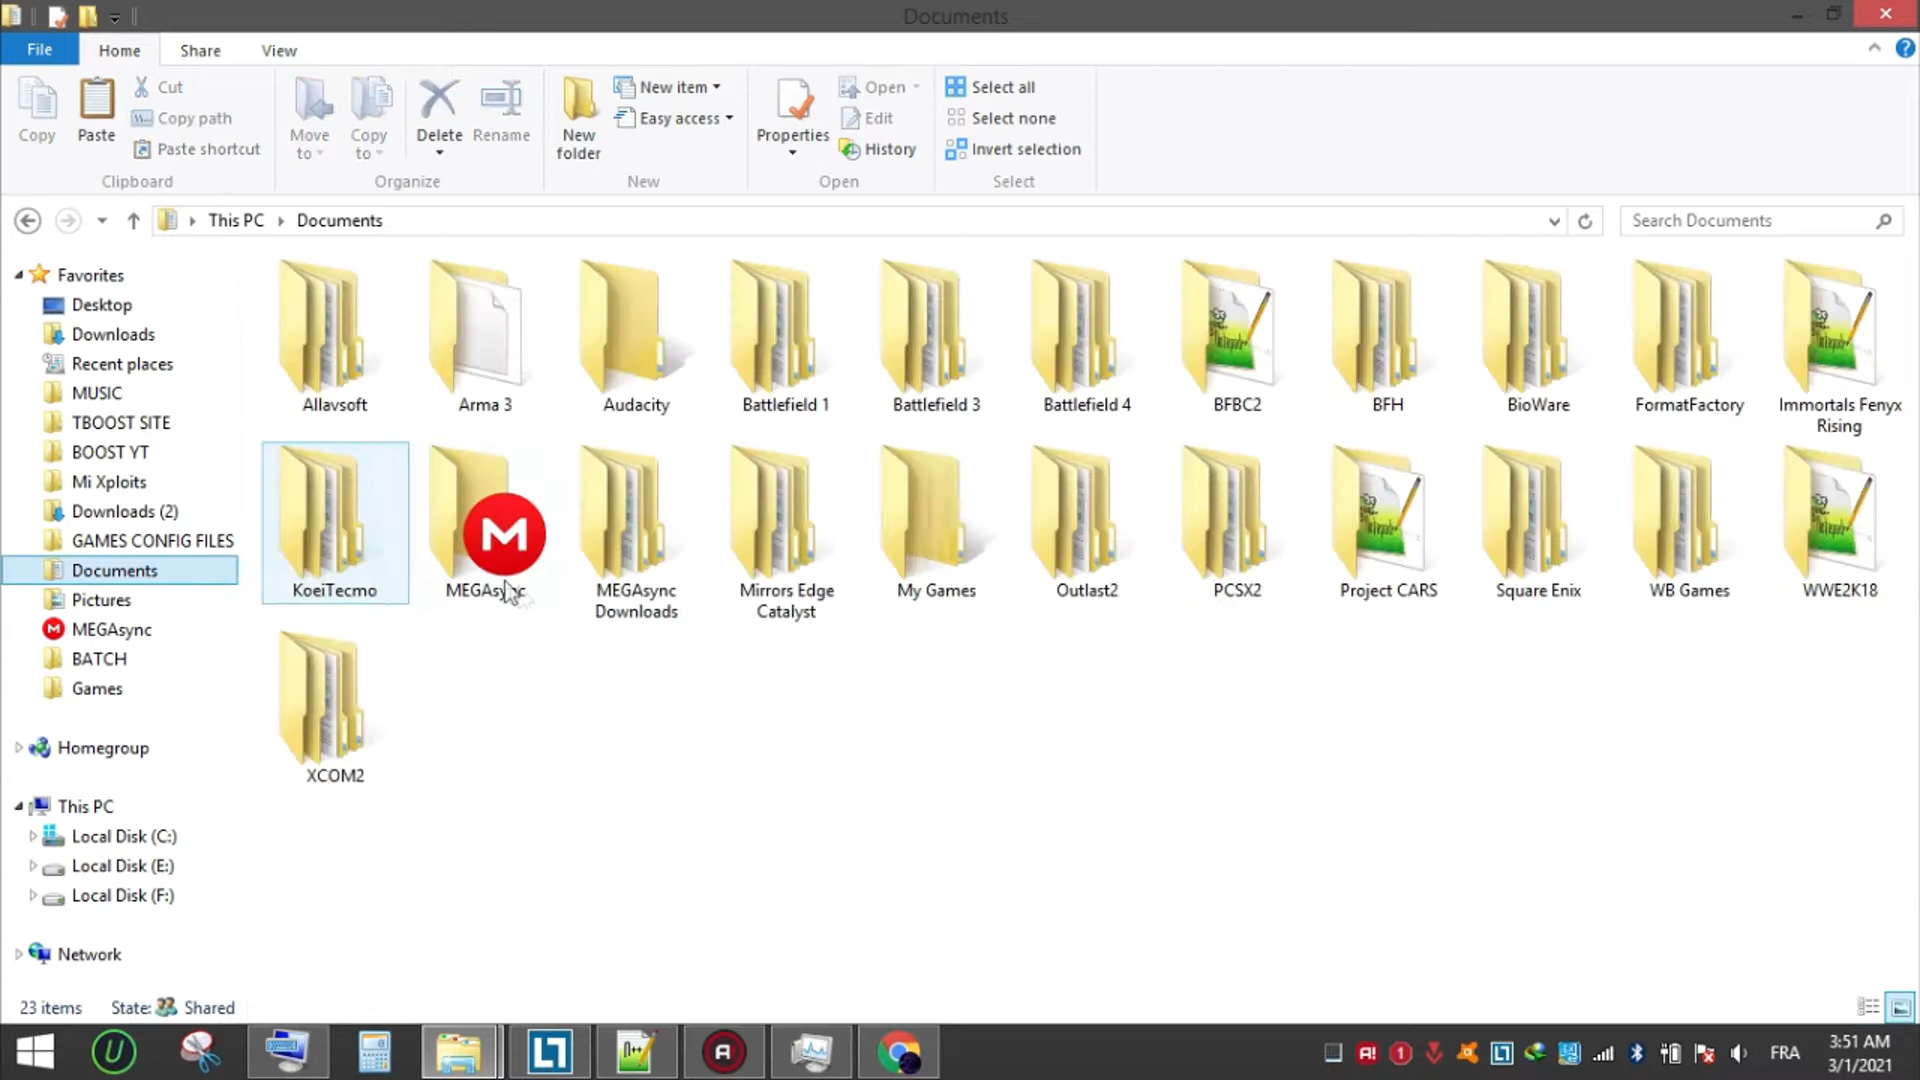 Documents
File
Home
Share
View
Copy
Paste
Cut
Copy path
Paste shortcut
Clipboard
Move to
Copy to
Delete
Rename
Organize
New folder
New item
Easy access
New
Properties
Open
Edit
History
Open
Select all
Select none
Invert selection
Select
This PC
Documents
Search Documents
Favorites
Desktop
Downloads
Recent places
MUSIC
TBOOST SITE
BOOST YT
Mi Xploits
Downloads (2)
GAMES CONFIG FILES
Documents
Pictures
MEGAsync
BATCH
Games
Homegroup
This PC
Local Disk (C:)
Local Disk (E:)
Local Disk (F:)
Network
Allavsoft
Arma 3
Audacity
Battlefield 1
Battlefield 3
Battlefield 4
BFBC2
BFH
BioWare
FormatFactory
Immortals Fenyx
Rising
KoeiTecmo
MEGAsync
MEGAsync
Downloads
Mirrors Edge
Catalyst
My Games
Outlast2
PCSX2
Project CARS
Square Enix
WB Games
WWE2K18
XCOM2
23 items
State:
Shared
FRA
3:51 AM
3/1/2021